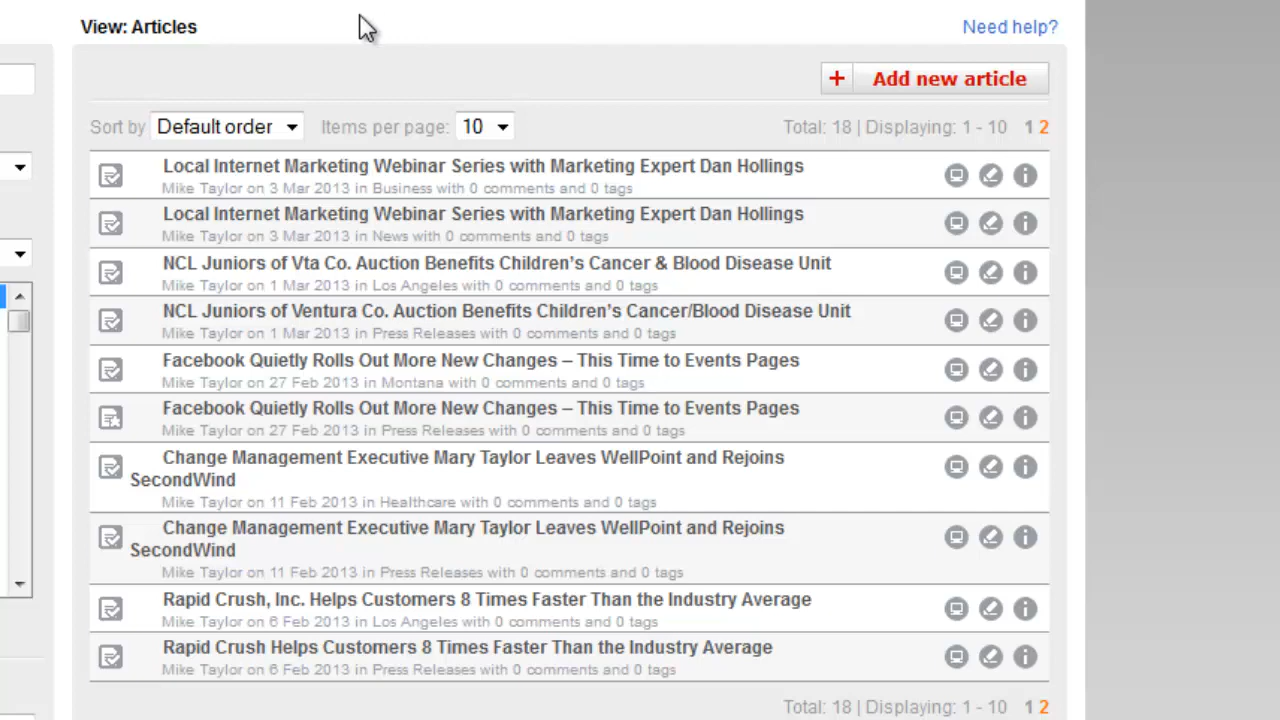 View: Articles
Need help?
+ Add new article
Sort by Default order Items per page: 10 Total: 18 | Displaying: 1 - 10 1 2
Local Internet Marketing Webinar Series with Marketing Expert Dan Hollings
Mike Taylor on 3 Mar 2013 in Business with 0 comments and 0 tags
Local Internet Marketing Webinar Series with Marketing Expert Dan Hollings
Mike Taylor on 3 Mar 2013 in News with 0 comments and 0 tags
NCL Juniors of Vta Co. Auction Benefits Children’s Cancer & Blood Disease Unit
Mike Taylor on 1 Mar 2013 in Los Angeles with 0 comments and 0 tags
NCL Juniors of Ventura Co. Auction Benefits Children’s Cancer/Blood Disease Unit
Mike Taylor on 1 Mar 2013 in Press Releases with 0 comments and 0 tags
Facebook Quietly Rolls Out More New Changes – This Time to Events Pages
Mike Taylor on 27 Feb 2013 in Montana with 0 comments and 0 tags
Facebook Quietly Rolls Out More New Changes – This Time to Events Pages
Mike Taylor on 27 Feb 2013 in Press Releases with 0 comments and 0 tags
Change Management Executive Mary Taylor Leaves WellPoint and Rejoins
SecondWind
Mike Taylor on 11 Feb 2013 in Healthcare with 0 comments and 0 tags
Change Management Executive Mary Taylor Leaves WellPoint and Rejoins
SecondWind
Mike Taylor on 11 Feb 2013 in Press Releases with 0 comments and 0 tags
Rapid Crush, Inc. Helps Customers 8 Times Faster Than the Industry Average
Mike Taylor on 6 Feb 2013 in Los Angeles with 0 comments and 0 tags
Rapid Crush Helps Customers 8 Times Faster Than the Industry Average
Mike Taylor on 6 Feb 2013 in Press Releases with 0 comments and 0 tags
Total: 18 | Displaying: 1 - 10 1 2